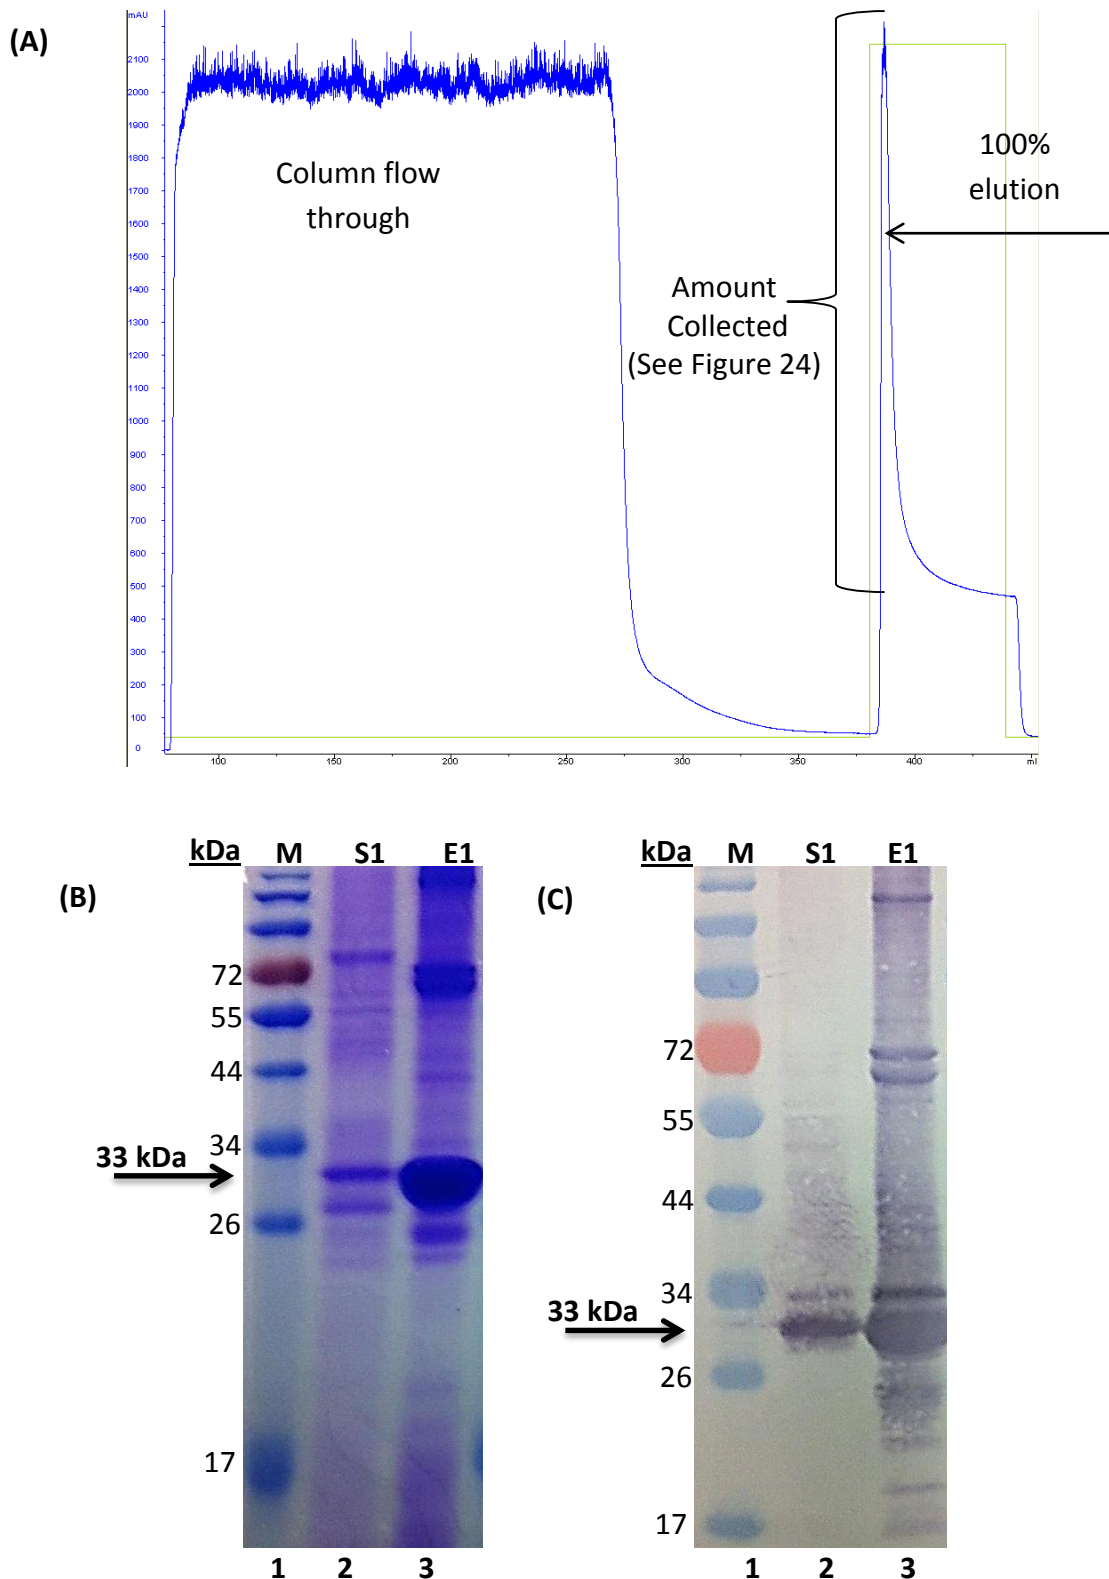 (A)
mAU
2100
2000
1900
1800
1700
1600
1500
1400
1300
1200
1100
1000
900
800
700
600
500
400
300
200
100
0
100
150
200
250
300
350
400
ml
Column flow
through
Amount
Collected
(See Figure 24)
100%
elution
(B)
kDa M S1 E1
72
55
44
34
33 kDa
26
17
1 2 3
(C)
kDa M S1 E1
72
55
44
34
33 kDa
26
17
1 2 3